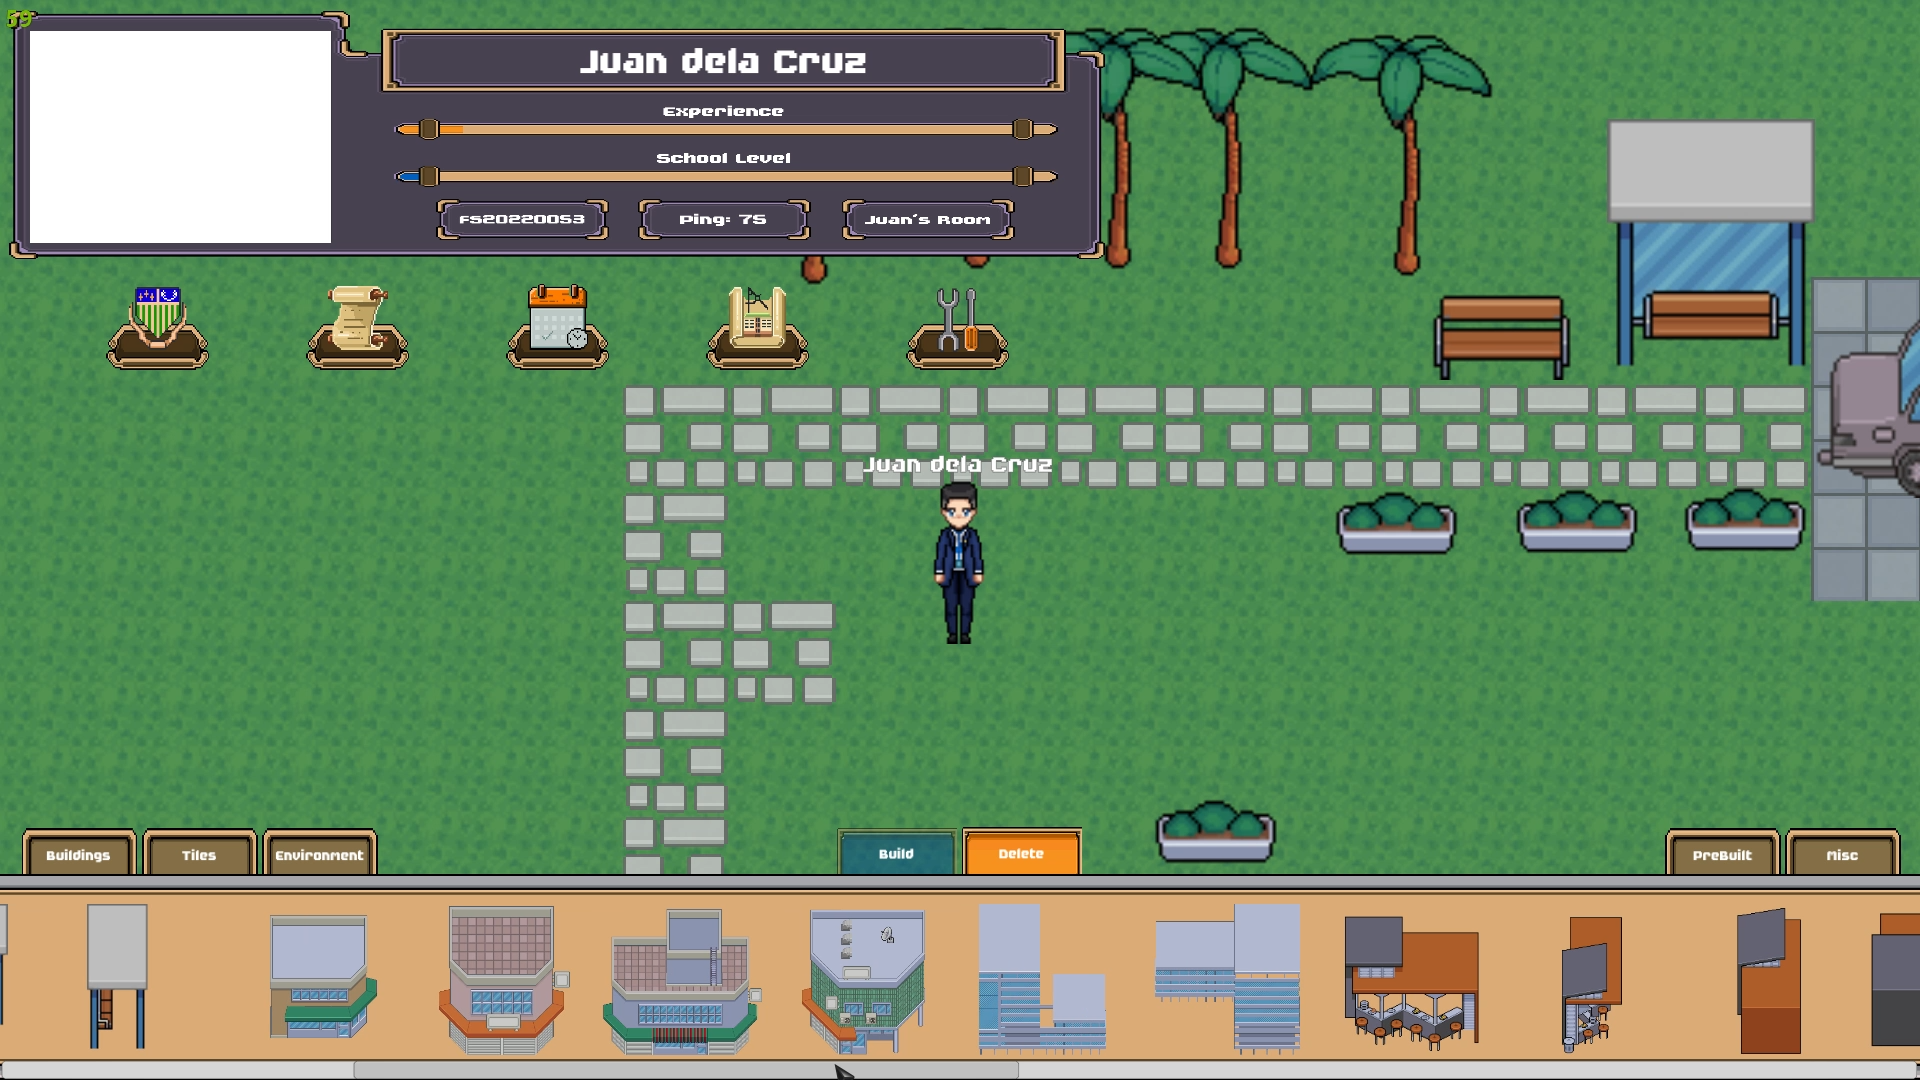 59
Juan dela Cruz
Experience
School Level
FS20220053
Ping: 75
Juan's Room
Juan dela Cruz
Buildings
Tiles
Environment
Build
Delete
PreBuilt
Misc